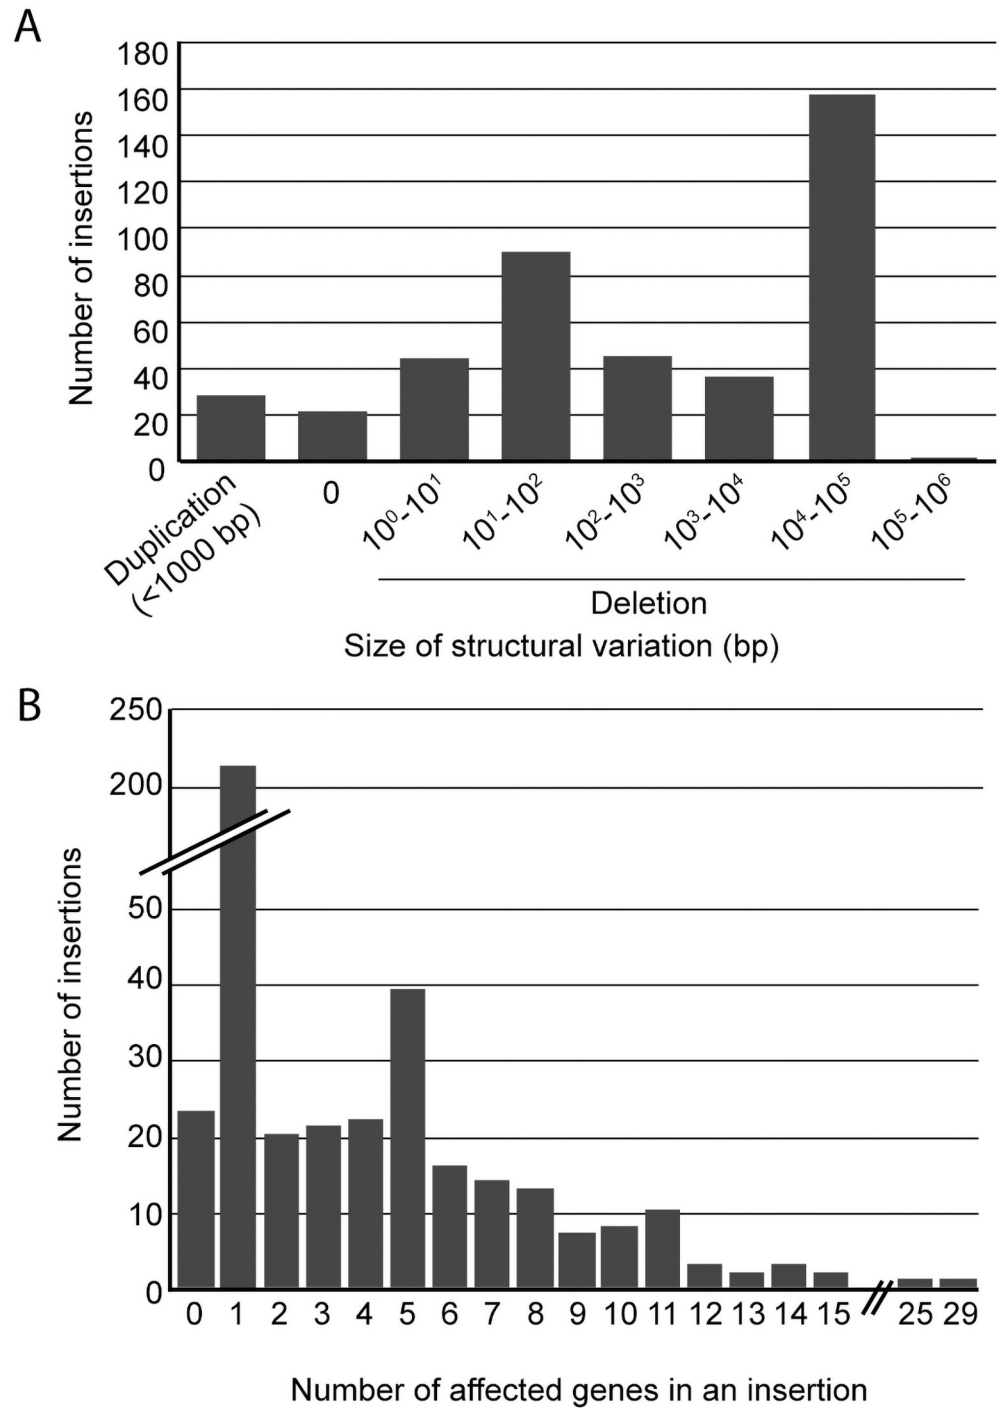 A
Number of insertions
180
160
140
120
100
80
60
40
20
0
Duplication
(<1000 bp)
0
10⁰-10¹
10¹-10²
10²-10³
10³-10⁴
10⁴-10⁵
10⁵-10⁶
Deletion
Size of structural variation (bp)
B
Number of insertions
250
200
50
40
30
20
10
0
0 1 2 3 4 5 6 7 8 9 10 11 12 13 14 15 25 29
Number of affected genes in an insertion